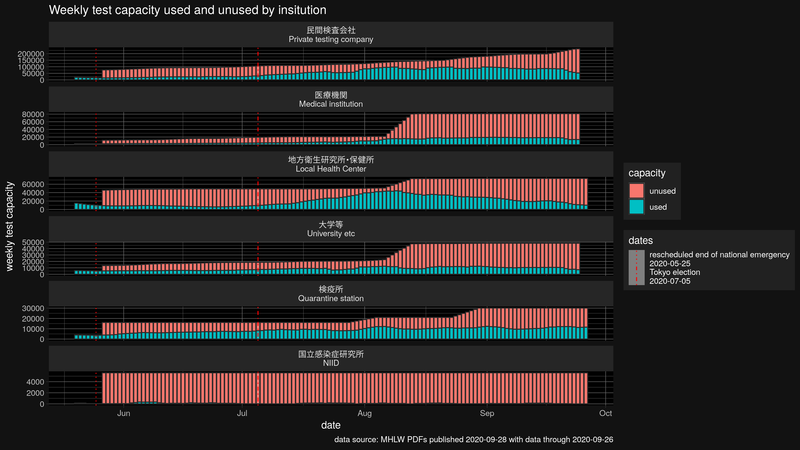 Weekly test capacity used and unused by insitution
民間検査会社
Private testing company
200000
150000
100000
50000
0
医療機関
Medical institution
80000
60000
40000
20000
0
地方衛生研究所・保健所
Local Health Center
60000
40000
20000
0
大学等
University etc
50000
40000
30000
20000
10000
0
検疫所
Quarantine station
30000
20000
10000
0
国立感染症研究所
NIID
4000
2000
0
Jun Jul Aug Sep Oct
date
weekly test capacity
capacity
unused
used
dates
rescheduled end of national emergency
2020-05-25
Tokyo election
2020-07-05
data source: MHLW PDFs published 2020-09-28 with data through 2020-09-26